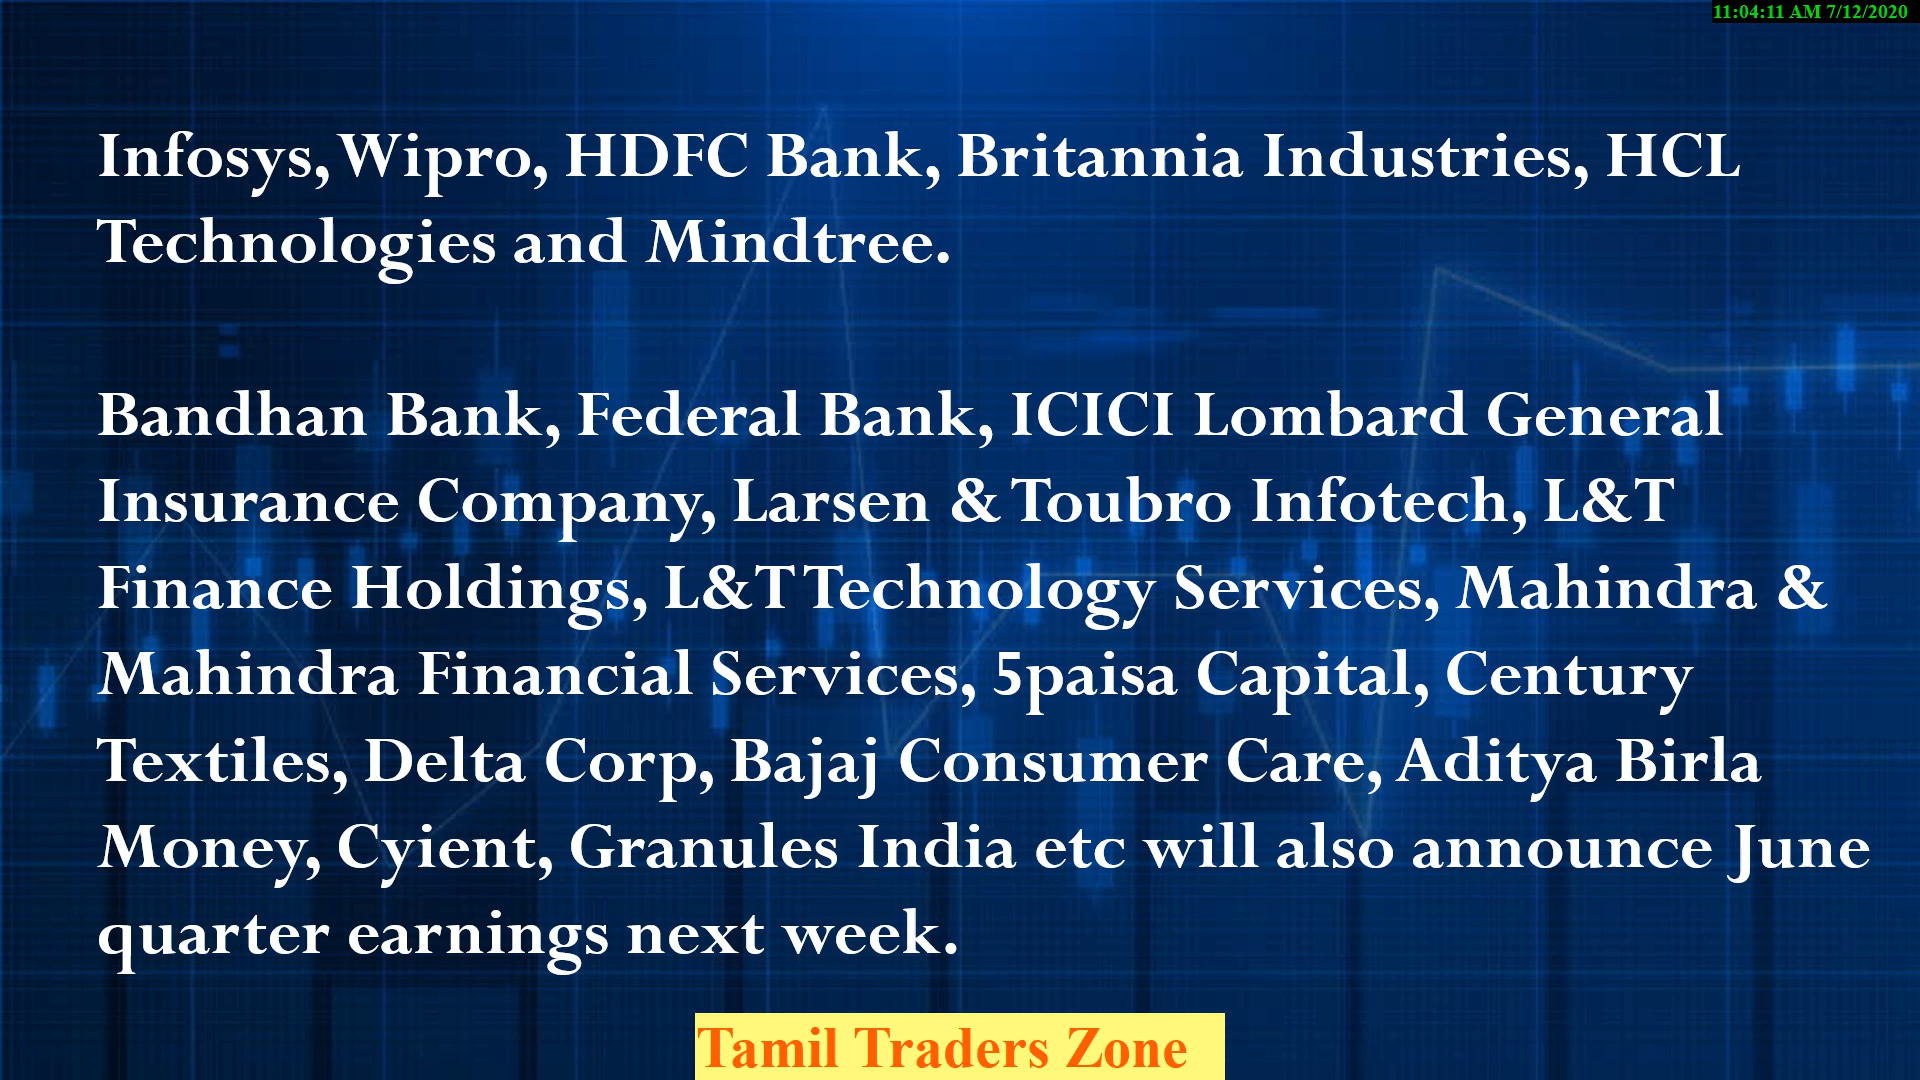 11:04:11 AM 7/12/2020
Infosys, Wipro, HDFC Bank, Britannia Industries, HCL
Technologies and Mindtree.
Bandhan Bank, Federal Bank, ICICI Lombard General
Insurance Company, Larsen & Toubro Infotech, L&T
Finance Holdings, L&T Technology Services, Mahindra &
Mahindra Financial Services, 5paisa Capital, Century
Textiles, Delta Corp, Bajaj Consumer Care, Aditya Birla
Money, Cyient, Granules India etc will also announce June
quarter earnings next week.
Tamil Traders Zone